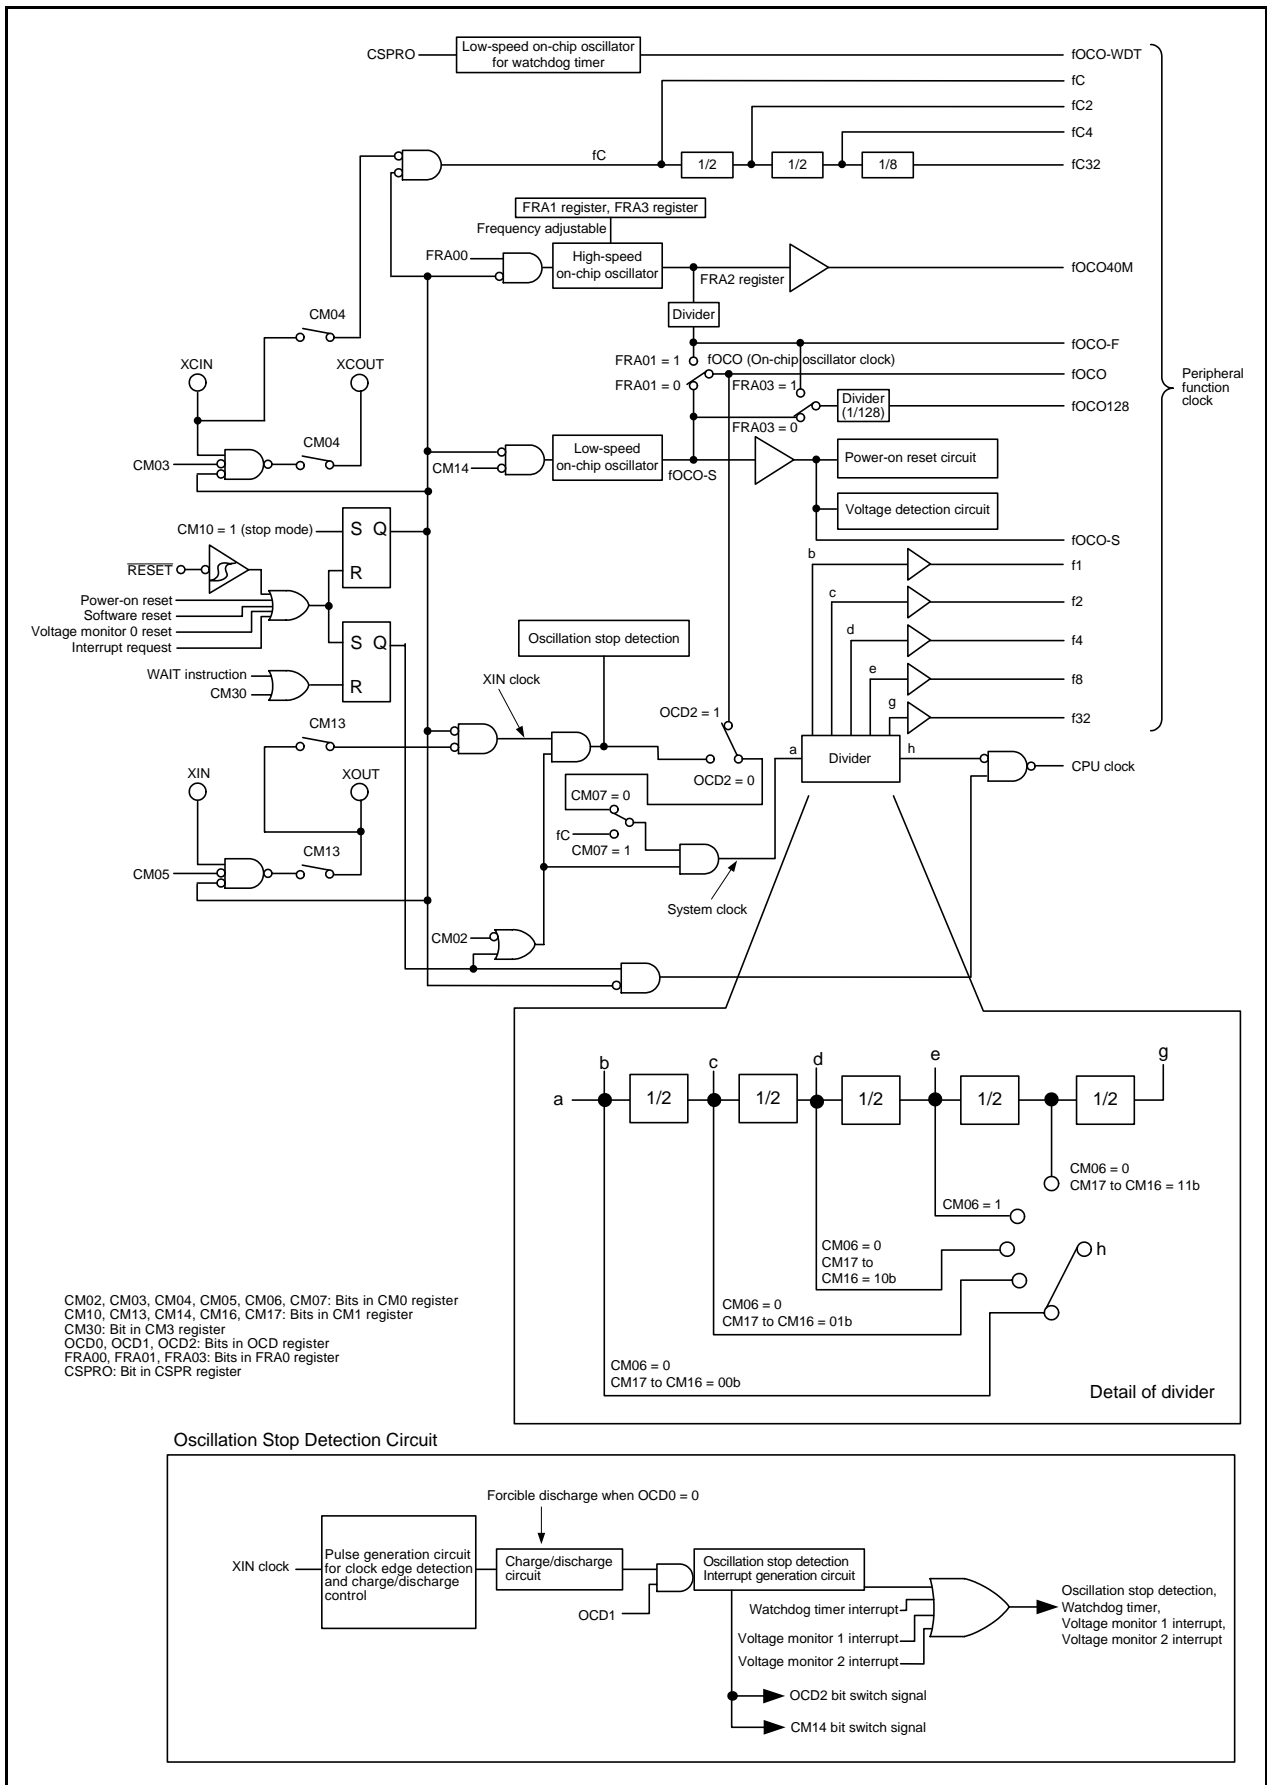 CSPRO
Low-speed on-chip oscillator
for watchdog timer
fOCO-WDT
fC
fC2
fC4
fC
1/2
1/2
1/8
fC32
FRA1 register, FRA3 register
Frequency adjustable
FRA00
High-speed
on-chip oscillator
FRA2 register
fOCO40M
Divider
CM04
fOCO-F
XCIN
XCOUT
FRA01 = 1
fOCO (On-chip oscillator clock)
fOCO
FRA01 = 0
FRA03 = 1
Divider
(1/128)
fOCO128
FRA03 = 0
Peripheral
function
clock
CM03
CM04
CM14
Low-speed
on-chip oscillator
fOCO-S
Power-on reset circuit
Voltage detection circuit
fOCO-S
CM10 = 1 (stop mode)
S Q
R
RESET
Power-on reset
Software reset
Voltage monitor 0 reset
Interrupt request
S Q
R
WAIT instruction
CM30
b
f1
c
f2
d
f4
e
f8
g
f32
Oscillation stop detection
XIN clock
OCD2 = 1
OCD2 = 0
CM13
a
Divider
h
CPU clock
XIN
XOUT
CM07 = 0
fC
CM07 = 1
CM13
CM05
System clock
CM02
b
c
d
e
g
a
1/2
1/2
1/2
1/2
1/2
CM06 = 0
CM17 to CM16 = 11b
CM06 = 1
CM06 = 0
CM17 to
CM16 = 10b
h
CM06 = 0
CM17 to CM16 = 01b
CM06 = 0
CM17 to CM16 = 00b
Detail of divider
CM02, CM03, CM04, CM05, CM06, CM07: Bits in CM0 register
CM10, CM13, CM14, CM16, CM17: Bits in CM1 register
CM30: Bit in CM3 register
OCD0, OCD1, OCD2: Bits in OCD register
FRA00, FRA01, FRA03: Bits in FRA0 register
CSPRO: Bit in CSPR register
Oscillation Stop Detection Circuit
Forcible discharge when OCD0 = 0
XIN clock
Pulse generation circuit
for clock edge detection
and charge/discharge
control
Charge/discharge
circuit
OCD1
Oscillation stop detection
Interrupt generation circuit
Watchdog timer interrupt
Voltage monitor 1 interrupt
Voltage monitor 2 interrupt
Oscillation stop detection,
Watchdog timer,
Voltage monitor 1 interrupt,
Voltage monitor 2 interrupt
OCD2 bit switch signal
CM14 bit switch signal